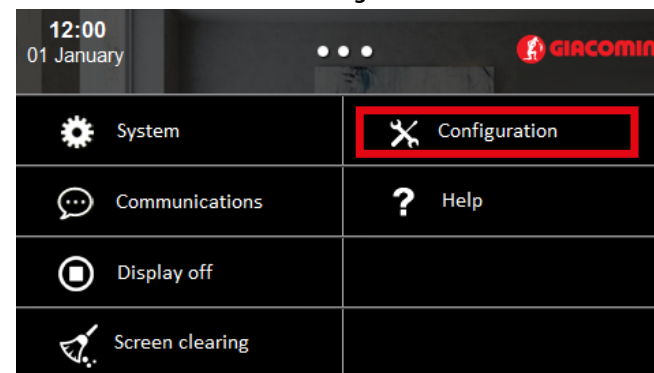 12:00
01 January
GIACOMIN
System
Configuration
Communications
? Help
Display off
Screen clearing